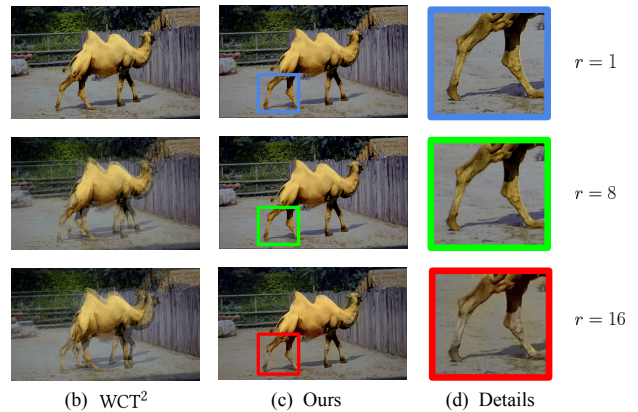 r = 1
r = 8
r = 16
(b) WCT²
(c) Ours
(d) Details